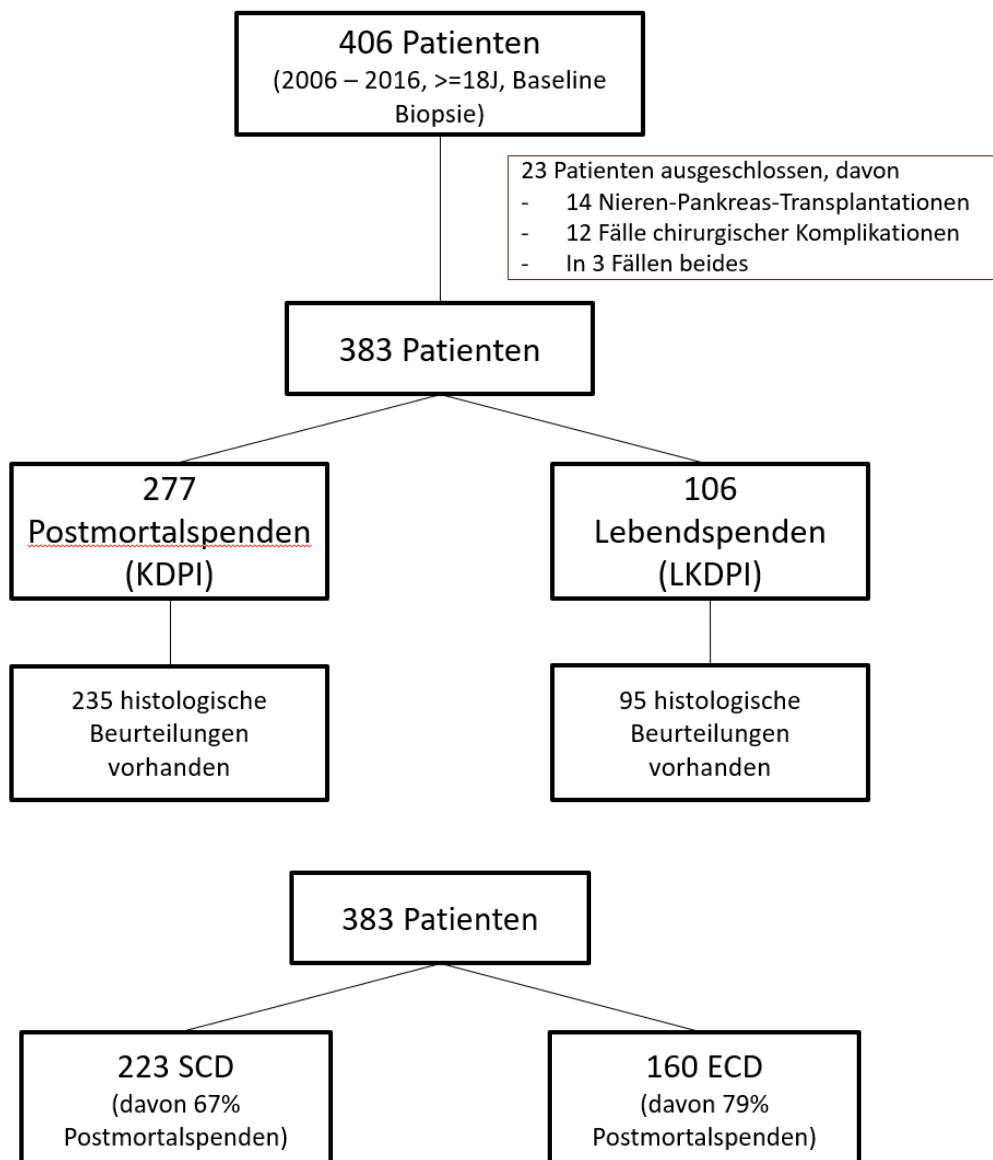 406 Patienten
(2006 – 2016, >=18J, Baseline
Biopsie)
23 Patienten ausgeschlossen, davon
- 14 Nieren-Pankreas-Transplantationen
- 12 Fälle chirurgischer Komplikationen
- In 3 Fällen beides
383 Patienten
277
Postmortalspenden
(KDPI)
106
Lebendspenden
(LKDPI)
235 histologische
Beurteilungen
vorhanden
95 histologische
Beurteilungen
vorhanden
383 Patienten
223 SCD
(davon 67%
Postmortalspenden)
160 ECD
(davon 79%
Postmortalspenden)